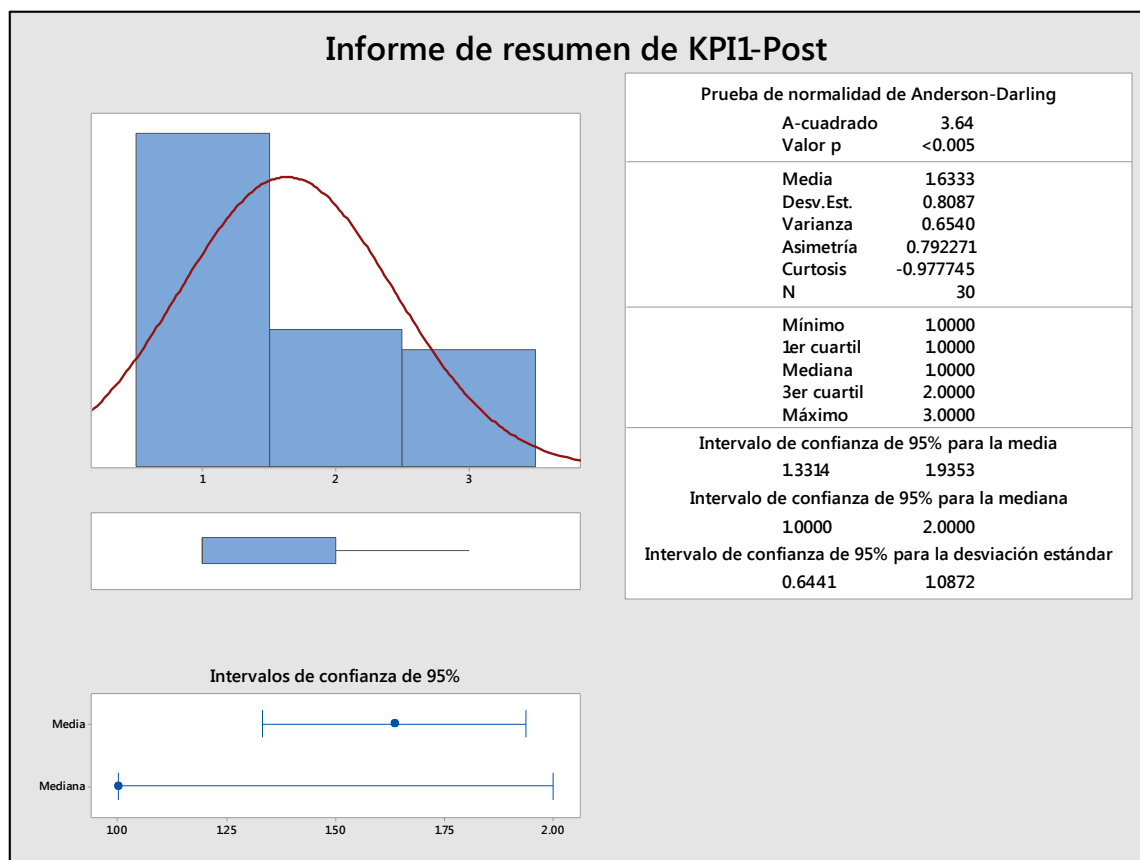 Informe de resumen de KPI1-Post
Prueba de normalidad de Anderson-Darling
A-cuadrado 3.64
Valor p <0.005
Media 1.6333
Desv.Est. 0.8087
Varianza 0.6540
Asimetría 0.792271
Curtosis -0.977745
N 30
Mínimo 1.0000
1er cuartil 1.0000
Mediana 1.0000
3er cuartil 2.0000
Máximo 3.0000
Intervalo de confianza de 95% para la media
1.3314 1.9353
Intervalo de confianza de 95% para la mediana
1.0000 2.0000
Intervalo de confianza de 95% para la desviación estándar
0.6441 1.0872
1 2 3
Intervalos de confianza de 95%
Media
Mediana
1.00 1.25 1.50 1.75 2.00